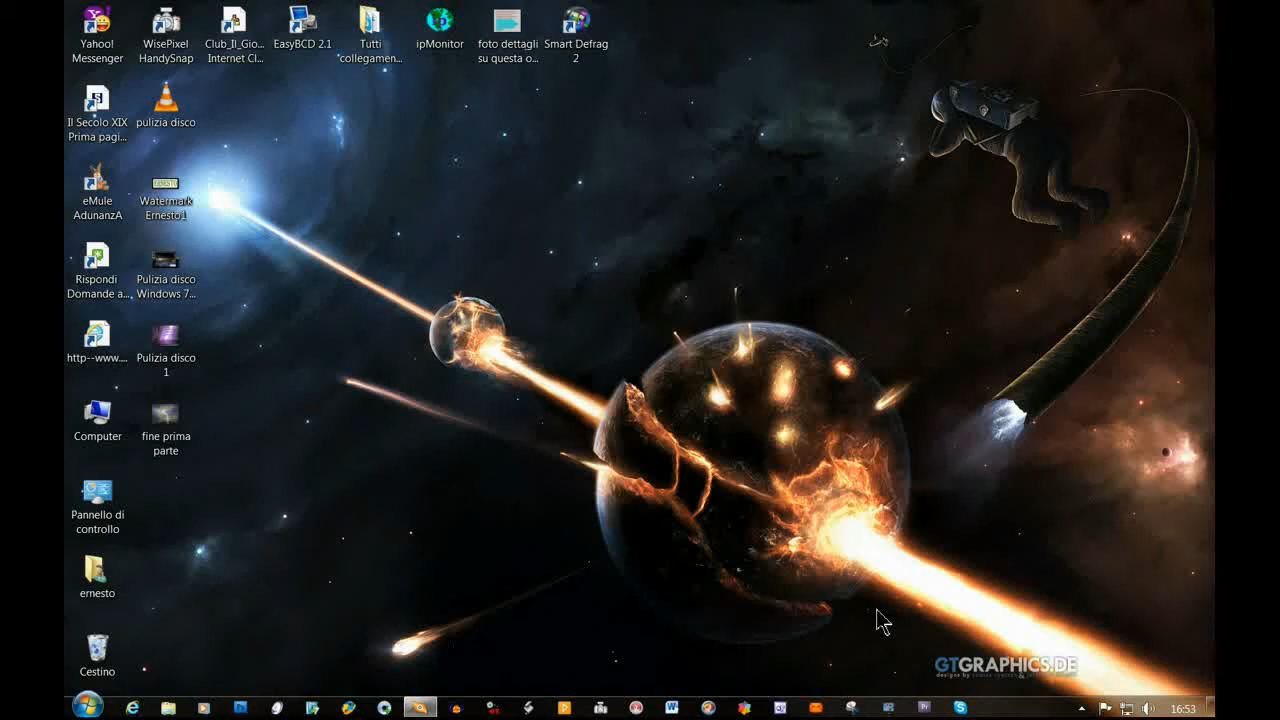 Yahoo!
Messenger
WisePixel
HandySnap
Club_Il_Gio...
Internet Cl...
EasyBCD 2.1
Tutti
"collegamen...
ipMonitor
foto dettagli
su questa o...
Smart Defrag
2
Il Secolo XIX
Prima pagi...
pulizia disco
eMule
AdunanzA
Watermark
Ernesto1
Rispondi
Domande a...
Pulizia disco
Windows 7...
http--www....
Pulizia disco
1
Computer
fine prima
parte
Pannello di
controllo
ernesto
Cestino
GTGRAPHICS.DE
16:53